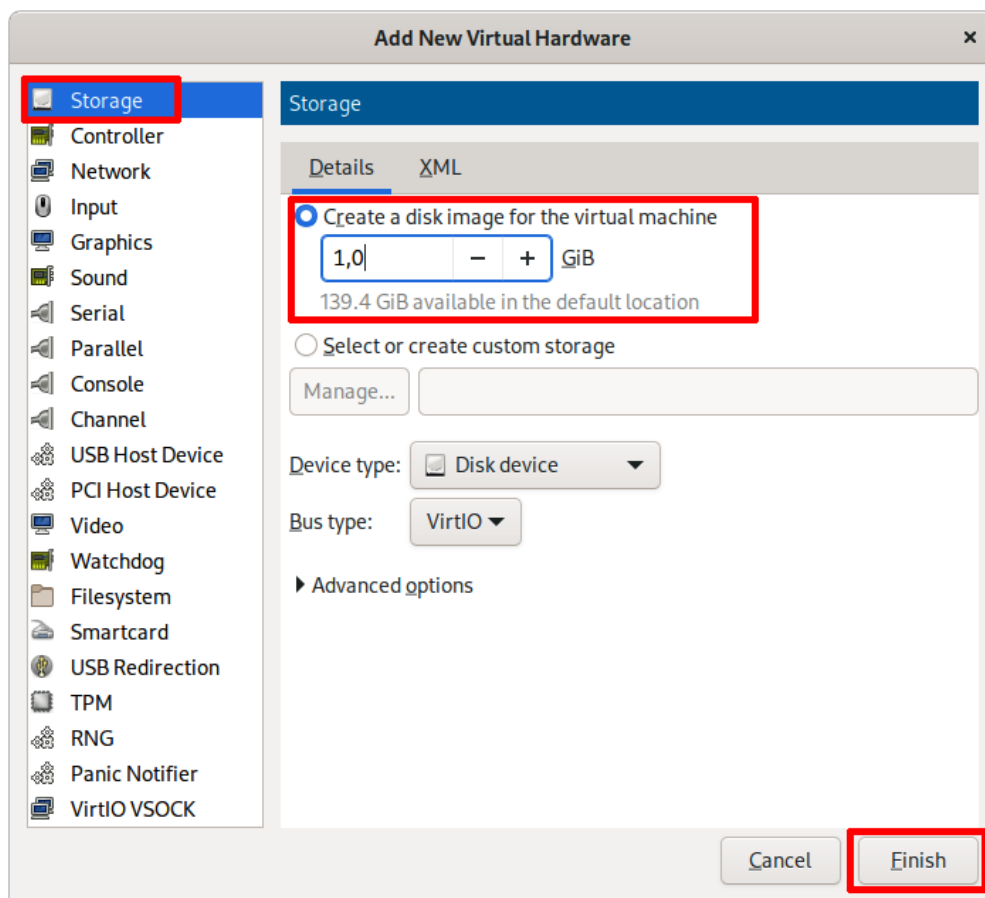 Add New Virtual Hardware
Storage
Controller
Network
Input
Graphics
Sound
Serial
Parallel
Console
Channel
USB Host Device
PCI Host Device
Video
Watchdog
Filesystem
Smartcard
USB Redirection
TPM
RNG
Panic Notifier
VirtIO VSOCK
Storage
Details XML
Create a disk image for the virtual machine
1,0 − + GiB
139.4 GiB available in the default location
Select or create custom storage
Manage...
Device type: Disk device
Bus type: VirtIO
Advanced options
Cancel Finish